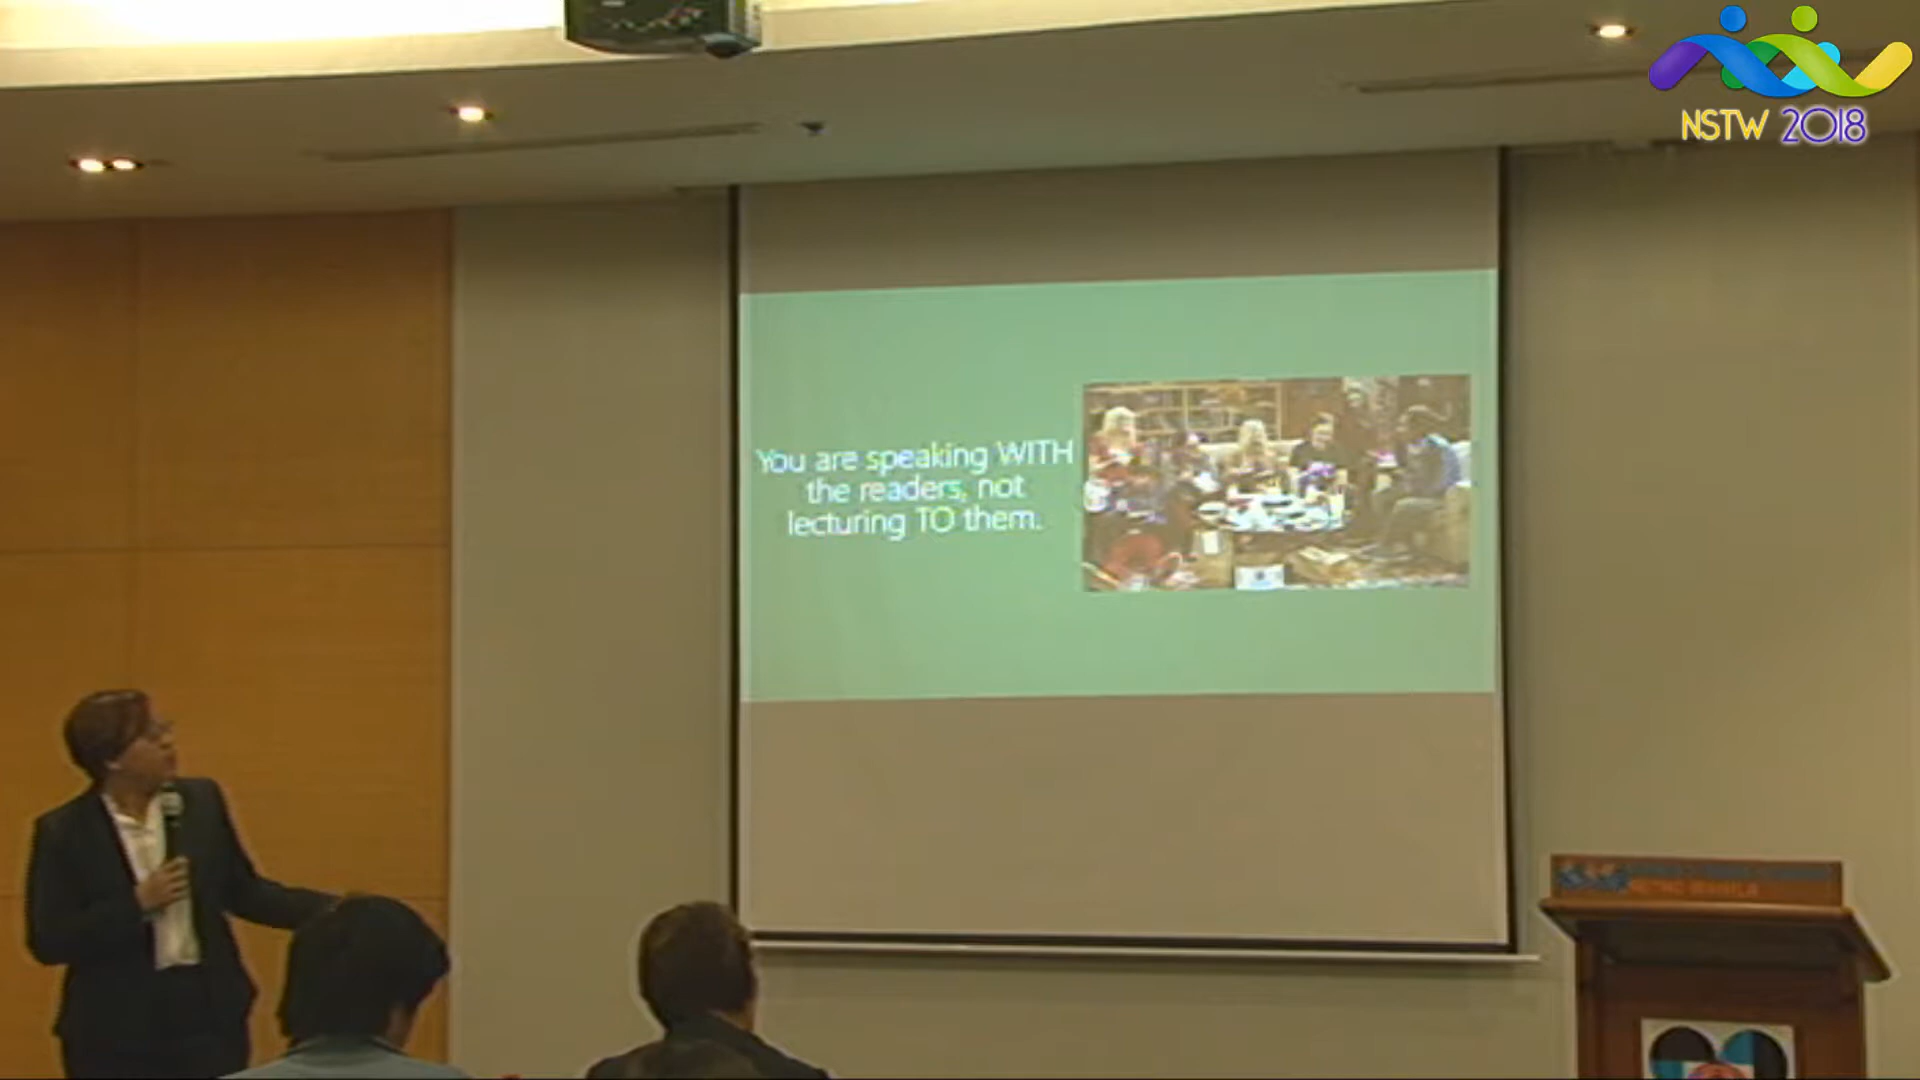 NSTW 2018
You are speaking WITH
the readers, not
lecturing TO them.